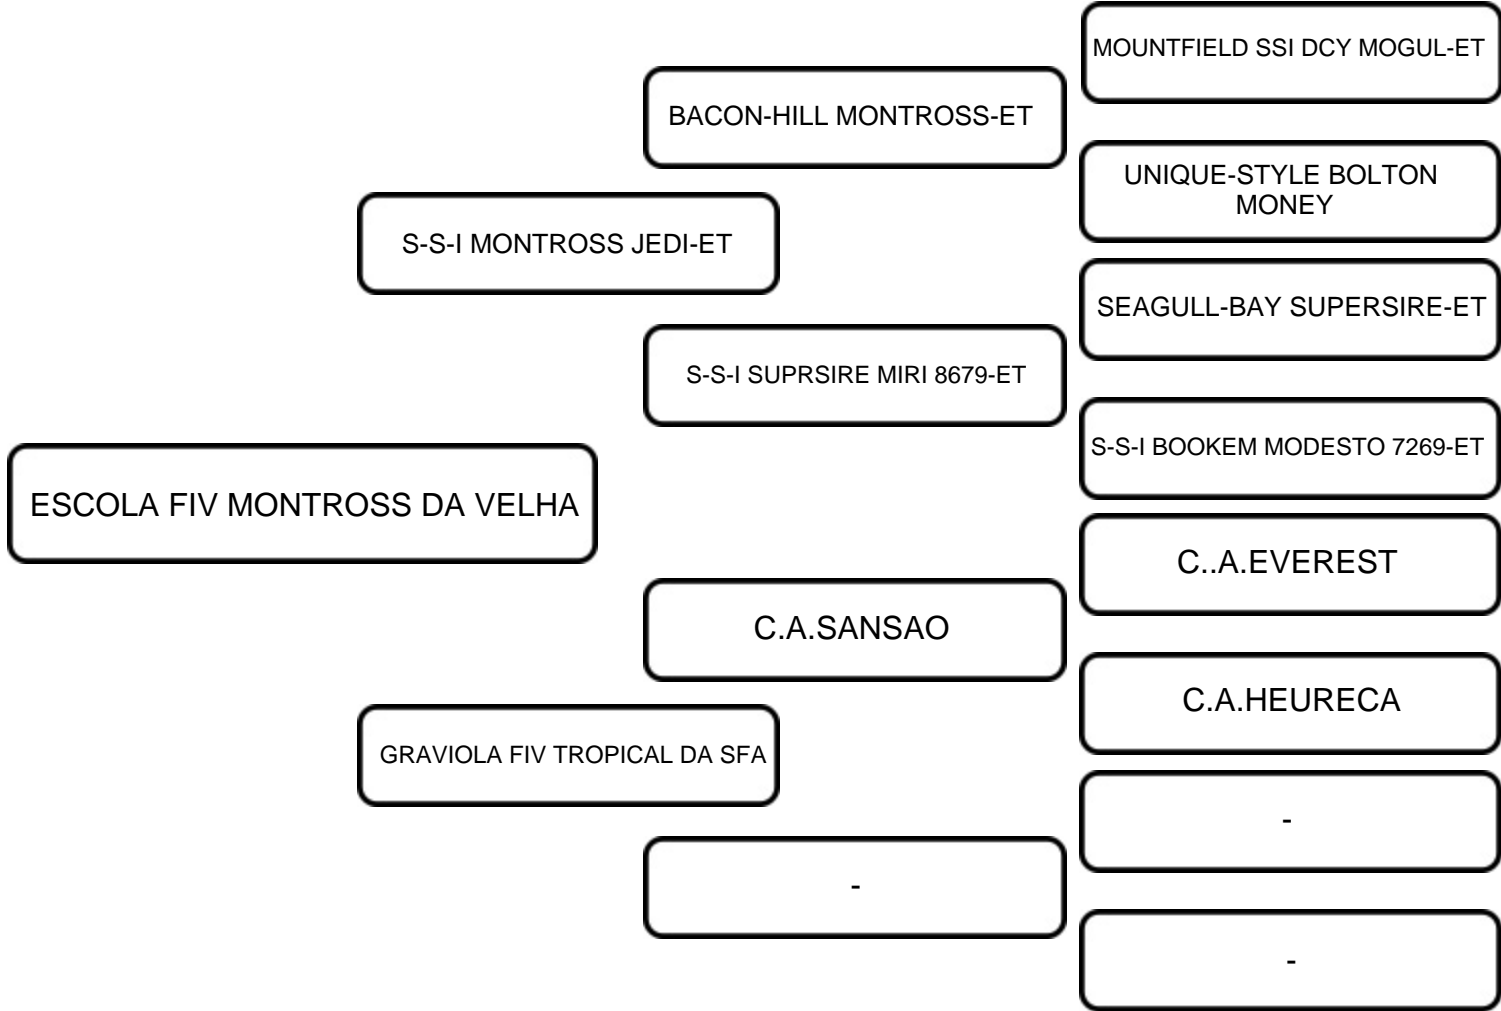 MOUNTFIELD SSI DCY MOGUL-ET
BACON-HILL MONTROSS-ET
UNIQUE-STYLE BOLTON
MONEY
S-S-I MONTROSS JEDI-ET
SEAGULL-BAY SUPERSIRE-ET
S-S-I SUPRSIRE MIRI 8679-ET
S-S-I BOOKEM MODESTO 7269-ET
ESCOLA FIV MONTROSS DA VELHA
C..A.EVEREST
C.A.SANSAO
C.A.HEURECA
GRAVIOLA FIV TROPICAL DA SFA
-
-
-